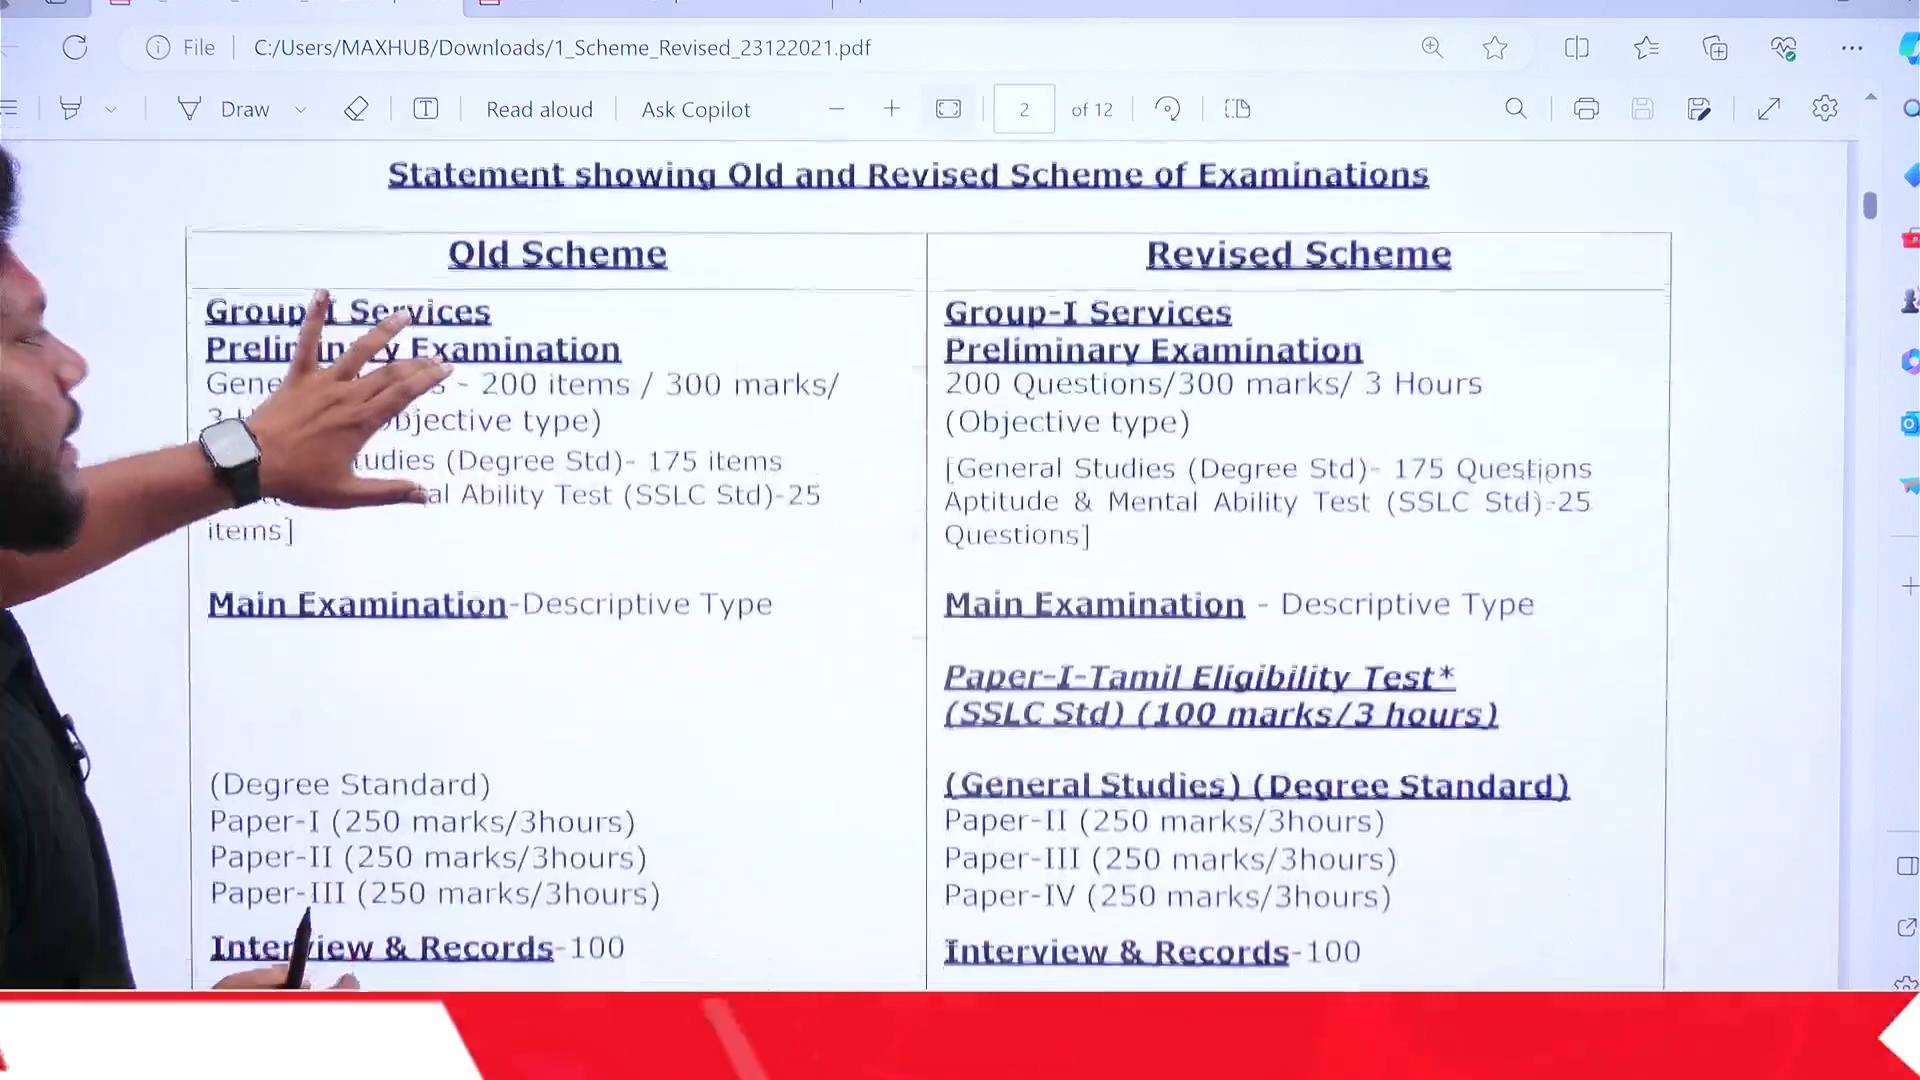 File
C:/Users/MAXHUB/Downloads/1_Scheme_Revised_23122021.pdf
Draw
Read aloud
Ask Copilot
2
of 12
Statement showing Old and Revised Scheme of Examinations
Old Scheme
Group-I Services
Examination
- 200 items / 300 marks/
type)
(Degree Std)- 175 items
Ability Test (SSLC Std)-25
items]
Main Examination-Descriptive Type
(Degree Standard)
Paper-I (250 marks/3hours)
Paper-II (250 marks/3hours)
Paper-III (250 marks/3hours)
Interview & Records-100
Revised Scheme
Group-I Services
Preliminary Examination
200 Questions/300 marks/ 3 Hours
(Objective type)
[General Studies (Degree Std)- 175 Questions
Aptitude & Mental Ability Test (SSLC Std)-25
Questions]
Main Examination - Descriptive Type
Paper-I-Tamil Eligibility Test*
(SSLC Std) (100 marks/3 hours)
(General Studies) (Degree Standard)
Paper-II (250 marks/3hours)
Paper-III (250 marks/3hours)
Paper-IV (250 marks/3hours)
Interview & Records-100